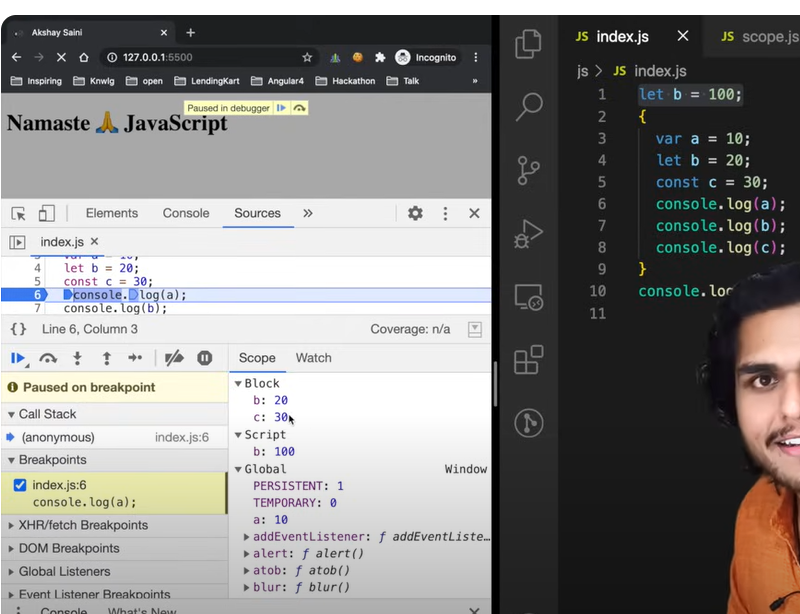 Akshay Saini
127.0.0.1:5500
Incognito
Inspiring
Knwlg
open
LendingKart
Angular4
Hackathon
Talk
»
Paused in debugger
Namaste 🙏 JavaScript
Elements
Console
Sources
»
index.js
4 let b = 20;
5 const c = 30;
6 console.log(a);
7 console.log(b);
{} Line 6, Column 3
Coverage: n/a
Scope
Watch
Paused on breakpoint
Call Stack
(anonymous) index.js:6
Breakpoints
index.js:6
console.log(a);
XHR/fetch Breakpoints
DOM Breakpoints
Global Listeners
Event Listener Breakpoints
Block
b: 20
c: 30
Script
b: 100
Global Window
PERSISTENT: 1
TEMPORARY: 0
a: 10
addEventListener: ƒ addEventListe…
alert: ƒ alert()
atob: ƒ atob()
blur: ƒ blur()
Console
What's New
JS index.js
JS scope.js
js > JS index.js
1 let b = 100;
2 {
3 var a = 10;
4 let b = 20;
5 const c = 30;
6 console.log(a);
7 console.log(b);
8 console.log(c);
9 }
10 console.log
11